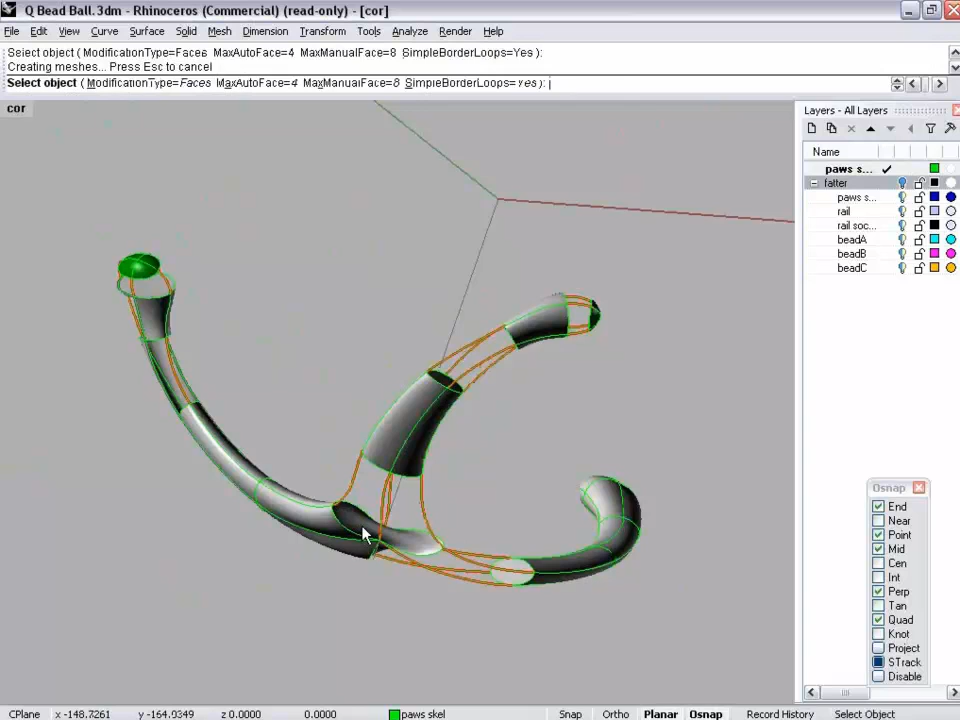 Q Bead Ball.3dm - Rhinoceros (Commercial) (read-only) - [cor]
File Edit View Curve Surface Solid Mesh Dimension Transform Tools Analyze Render Help
Select object ( ModificationType=Faces MaxAutoFace=4 MaxManualFace=8 SimpleBorderLoops=Yes ):
Creating meshes... Press Esc to cancel
Select object ( ModificationType=Faces MaxAutoFace=4 MaxManualFace=8 SimpleBorderLoops=Yes ):
cor
Layers - All Layers
Name
paws s...
fatter
paws s...
rail
rail soc...
beadA
beadB
beadC
Osnap
End
Near
Point
Mid
Cen
Int
Perp
Tan
Quad
Knot
Project
STrack
Disable
CPlane x -148.7261 y -164.9349 z 0.0000 0.0000 paws skel Snap Ortho Planar Osnap Record History Select Object